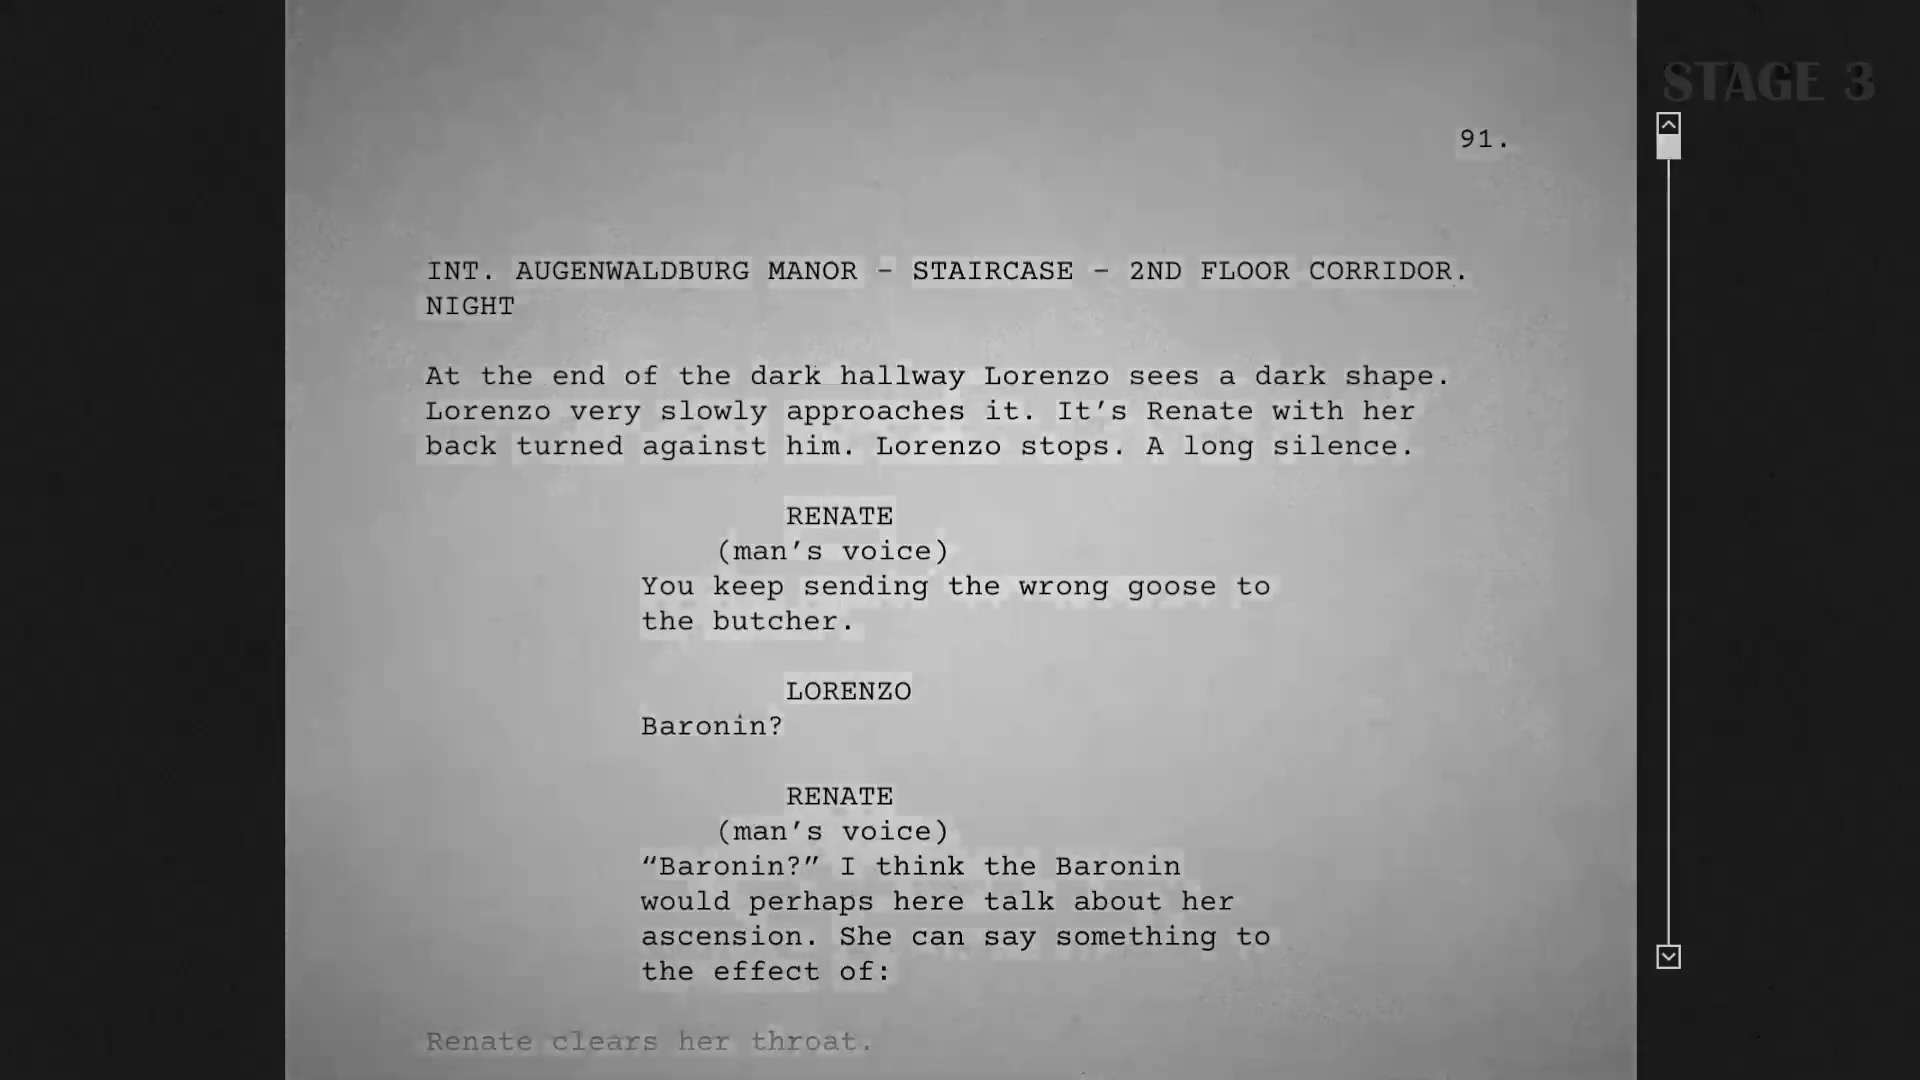 STAGE 3
91.
INT. AUGENWALDBURG MANOR - STAIRCASE - 2ND FLOOR CORRIDOR.
NIGHT
At the end of the dark hallway Lorenzo sees a dark shape.
Lorenzo very slowly approaches it. It’s Renate with her
back turned against him. Lorenzo stops. A long silence.
RENATE
(man’s voice)
You keep sending the wrong goose to
the butcher.
LORENZO
Baronin?
RENATE
(man’s voice)
“Baronin?” I think the Baronin
would perhaps here talk about her
ascension. She can say something to
the effect of:
Renate clears her throat.